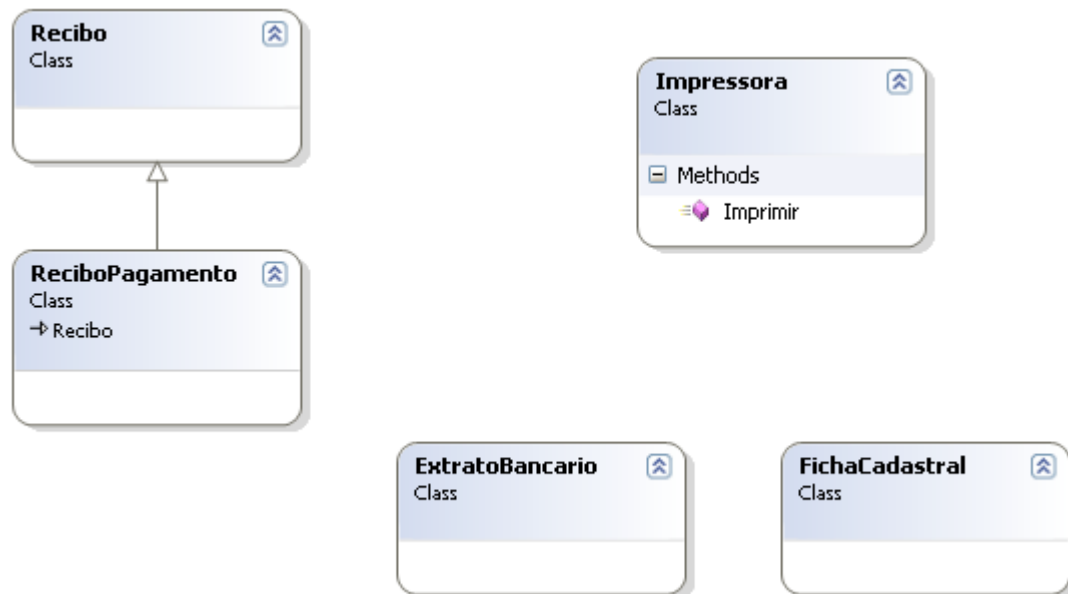 Recibo
Class
Impressora
Class
Methods
Imprimir
ReciboPagamento
Class
Recibo
ExtratoBancario
Class
FichaCadastral
Class